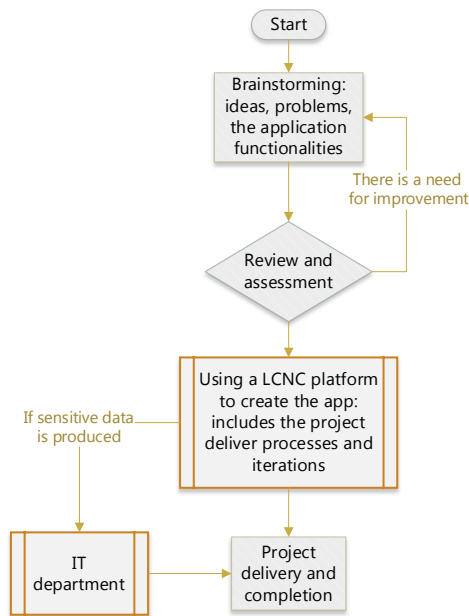 Start
Brainstorming:
ideas, problems,
the application
functionalities
There is a need
for improvement
Review and
assessment
Using a LCNC platform
to create the app:
includes the project
deliver processes and
iterations
If sensitive data
is produced
IT
department
Project
delivery and
completion